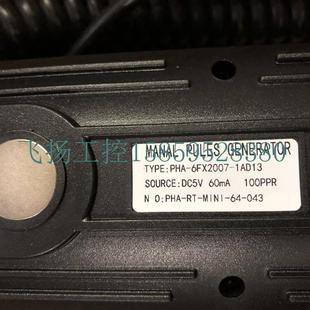 MANAL PULES GENERATOR
TYPE:PHA-6FX2007-1AD13
SOURCE:DC5V 60mA 100PPR
N O:PHA-RT-MINI-64-043
飞扬工控